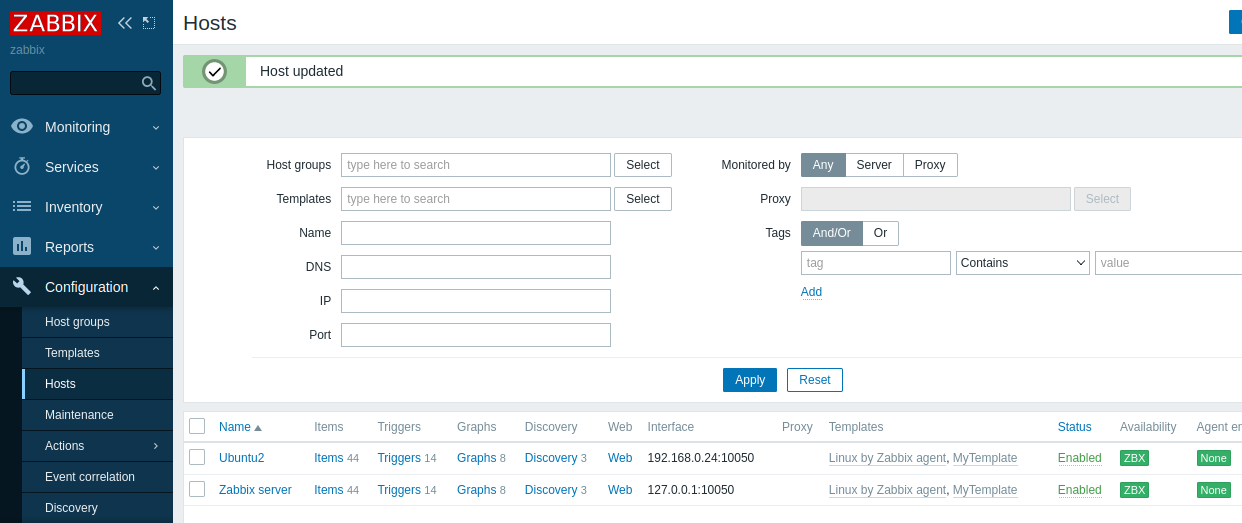 ZABBIX
zabbix
Monitoring
Services
Inventory
Reports
Configuration
Host groups
Templates
Hosts
Maintenance
Actions
Event correlation
Discovery
Hosts
Host updated
Host groups type here to search Select Monitored by Any Server Proxy
Templates type here to search Select Proxy Select
Name Tags And/Or Or
DNS tag Contains value
IP Add
Port
Apply Reset
Name Items Triggers Graphs Discovery Web Interface Proxy Templates Status Availability Agent en
Ubuntu2 Items 44 Triggers 14 Graphs 8 Discovery 3 Web 192.168.0.24:10050 Linux by Zabbix agent, MyTemplate Enabled ZBX None
Zabbix server Items 44 Triggers 14 Graphs 8 Discovery 3 Web 127.0.0.1:10050 Linux by Zabbix agent, MyTemplate Enabled ZBX None